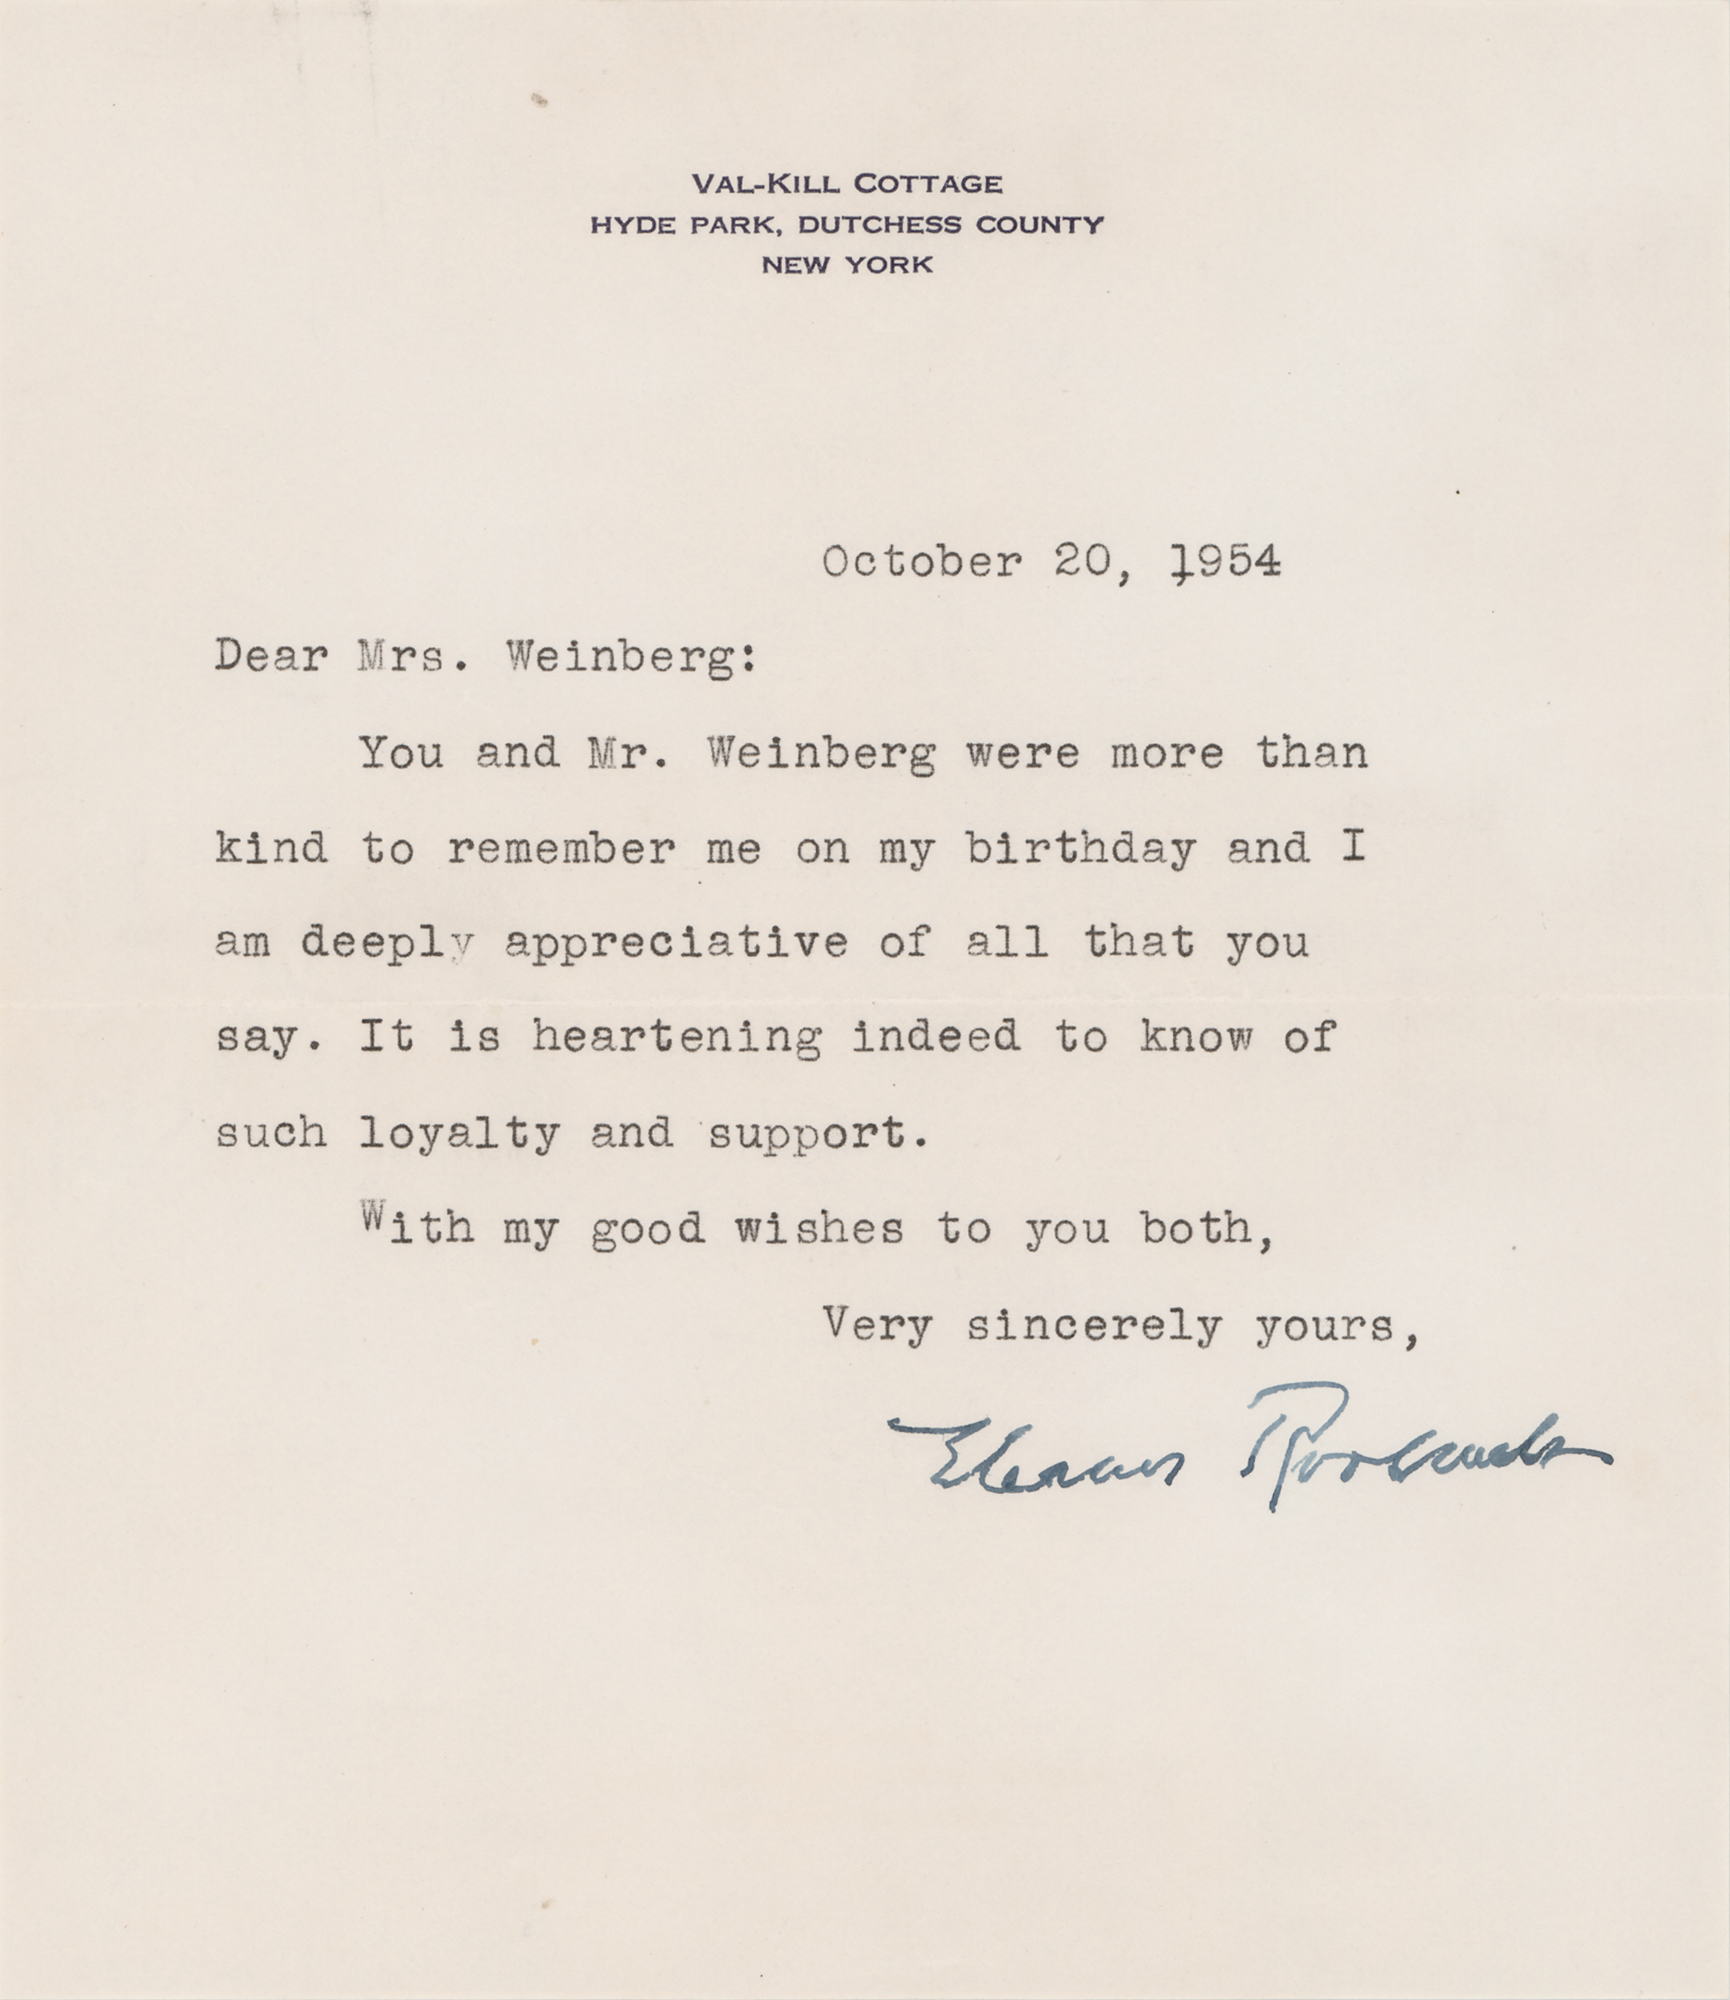 VAL-KILL COTTAGE
HYDE PARK, DUTCHESS COUNTY
NEW YORK
October 20, 1954
Dear Mrs. Weinberg:
You and Mr. Weinberg were more than
kind to remember me on my birthday and I
am deeply appreciative of all that you
say. It is heartening indeed to know of
such loyalty and support.
With my good wishes to you both,
Very sincerely yours,
Eleanor Roosevelt